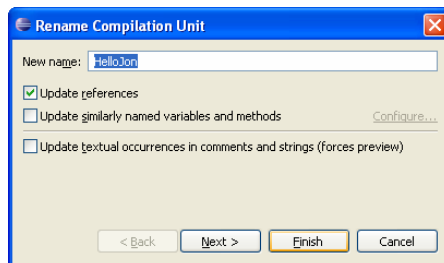 Rename Compilation Unit
New name: HelloJon
Update references
Update similarly named variables and methods Configure...
Update textual occurrences in comments and strings (forces preview)
< Back Next > Finish Cancel